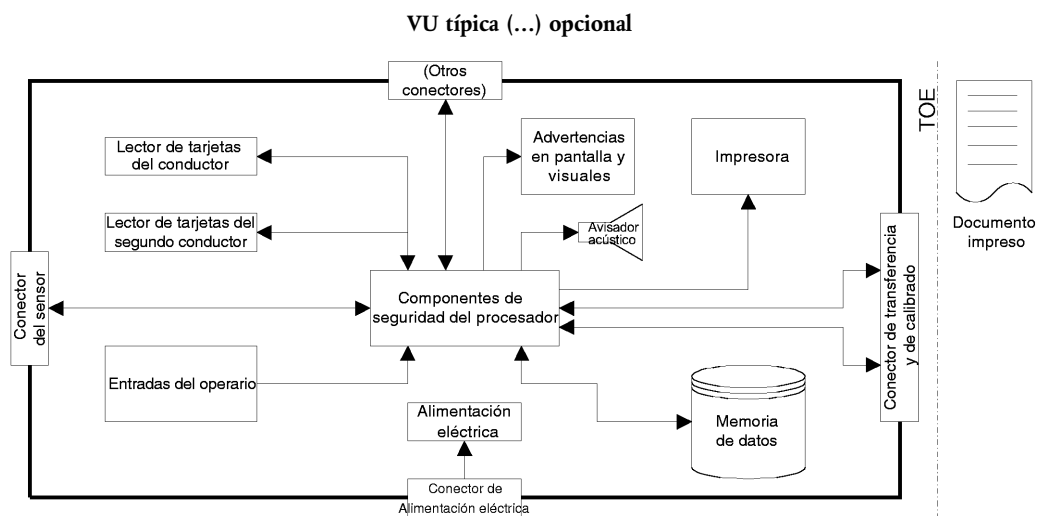 VU típica (…) opcional
(Otros
conectores)
TOE
Lector de tarjetas
del conductor
Advertencias
en pantalla y
visuales
Impresora
Documento
impreso
Lector de tarjetas del
segundo conductor
Avisador
acústico
Conector
del sensor
Componentes de
seguridad del procesador
Conector de transferencia
y de calibrado
Entradas del operario
Alimentación
eléctrica
Memoria
de datos
Conector de
Alimentación eléctrica